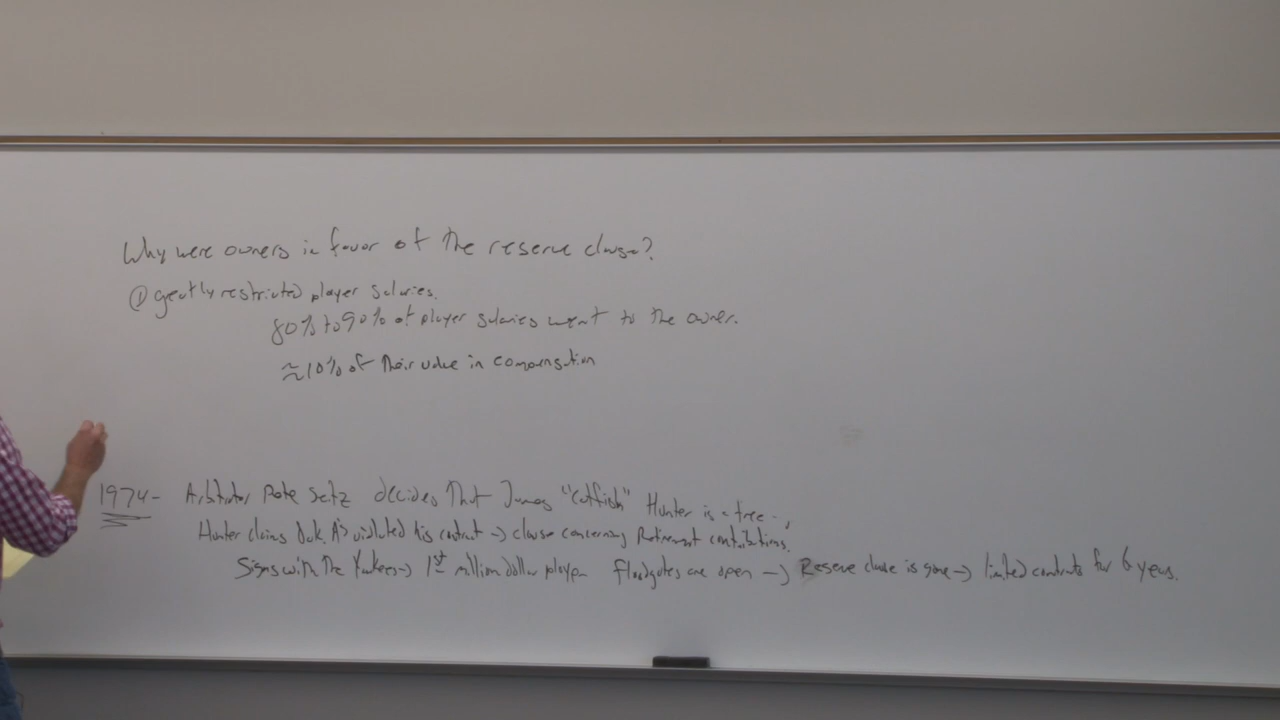 Why were owners in favor of the reserve clause?
① geatly restricted player salaries.
80% to 90% of player salaries went to the owner.
≈10% of their value in compensation
1974- Arbitrator Pete Seitz decides that James "Catfish" Hunter is a free
Hunter claims Oak. A's violated his contract → clause concerning Retirement contributions.
Signs with the Yankees → 1st million dollar player Floodgates are open → Reserve clause is gone → limited contracts for 6 years.